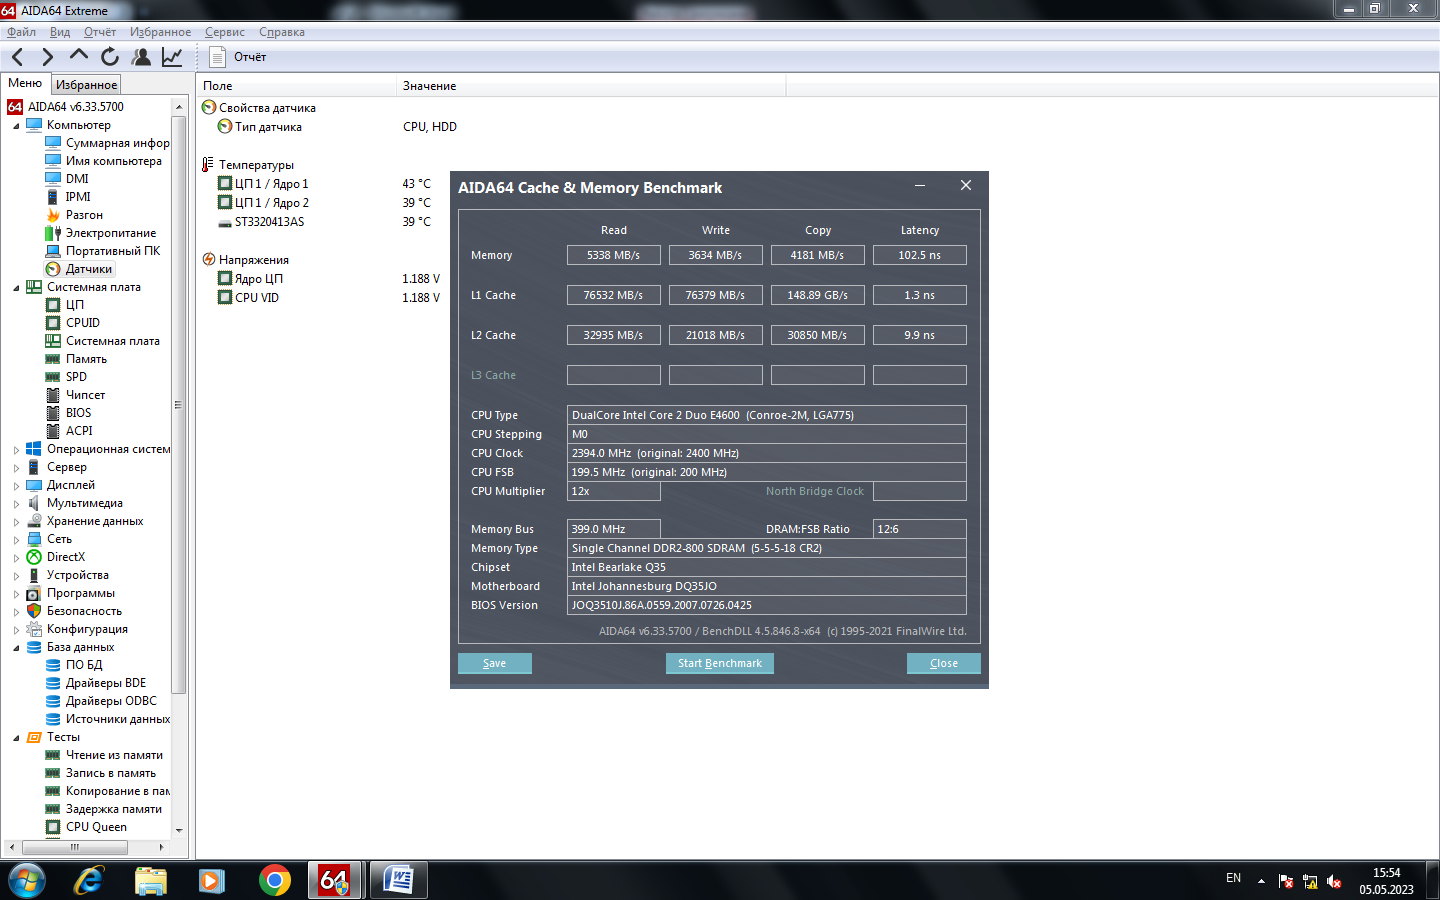 AIDA64 Extreme
Файл Вид Отчёт Избранное Сервис Справка
Отчёт
Меню Избранное
Поле Значение
AIDA64 v6.33.5700
Компьютер
Суммарная инфор
Имя компьютера
DMI
IPMI
Разгон
Электропитание
Портативный ПК
Датчики
Системная плата
ЦП
CPUID
Системная плата
Память
SPD
Чипсет
BIOS
ACPI
Операционная систем
Сервер
Дисплей
Мультимедиа
Хранение данных
Сеть
DirectX
Устройства
Программы
Безопасность
Конфигурация
База данных
ПО БД
Драйверы BDE
Драйверы ODBC
Источники данных
Тесты
Чтение из памяти
Запись в память
Копирование в пам
Задержка памяти
CPU Queen
Свойства датчика
Тип датчика CPU, HDD
Температуры
ЦП 1 / Ядро 1 43 °C
ЦП 1 / Ядро 2 39 °C
ST3320413AS 39 °C
Напряжения
Ядро ЦП 1.188 V
CPU VID 1.188 V
AIDA64 Cache & Memory Benchmark
Read Write Copy Latency
Memory 5338 MB/s 3634 MB/s 4181 MB/s 102.5 ns
L1 Cache 76532 MB/s 76379 MB/s 148.89 GB/s 1.3 ns
L2 Cache 32935 MB/s 21018 MB/s 30850 MB/s 9.9 ns
L3 Cache
CPU Type DualCore Intel Core 2 Duo E4600 (Conroe-2M, LGA775)
CPU Stepping M0
CPU Clock 2394.0 MHz (original: 2400 MHz)
CPU FSB 199.5 MHz (original: 200 MHz)
CPU Multiplier 12x North Bridge Clock
Memory Bus 399.0 MHz DRAM:FSB Ratio 12:6
Memory Type Single Channel DDR2-800 SDRAM (5-5-5-18 CR2)
Chipset Intel Bearlake Q35
Motherboard Intel Johannesburg DQ35JO
BIOS Version JOQ3510J.86A.0559.2007.0726.0425
AIDA64 v6.33.5700 / BenchDLL 4.5.846.8-x64 (c) 1995-2021 FinalWire Ltd.
Save Start Benchmark Close
EN 15:54
05.05.2023